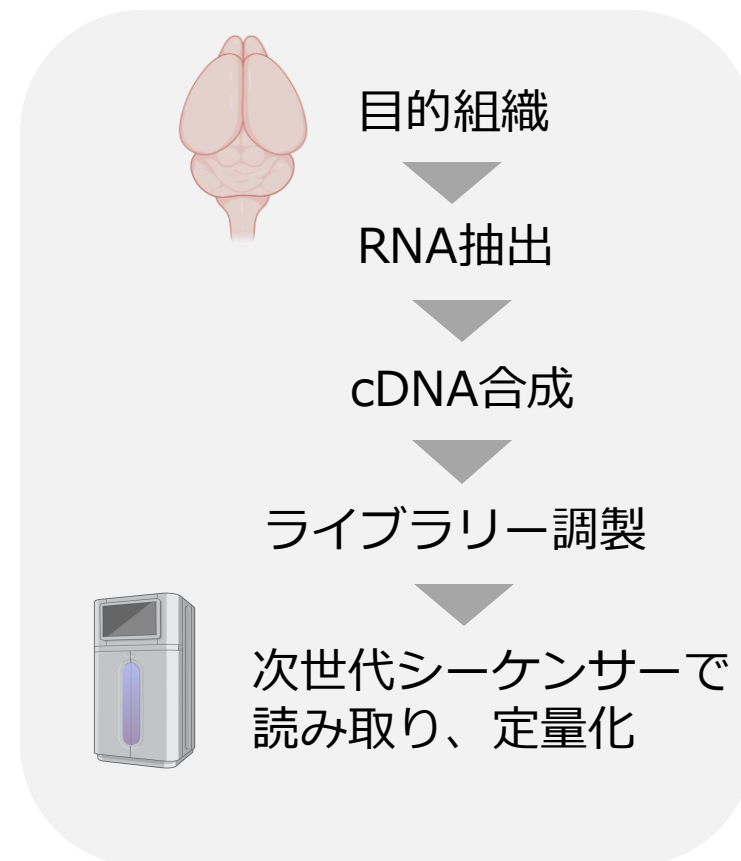 目的組織
RNA抽出
cDNA合成
ライブラリー調製
次世代シーケンサーで
読み取り、定量化